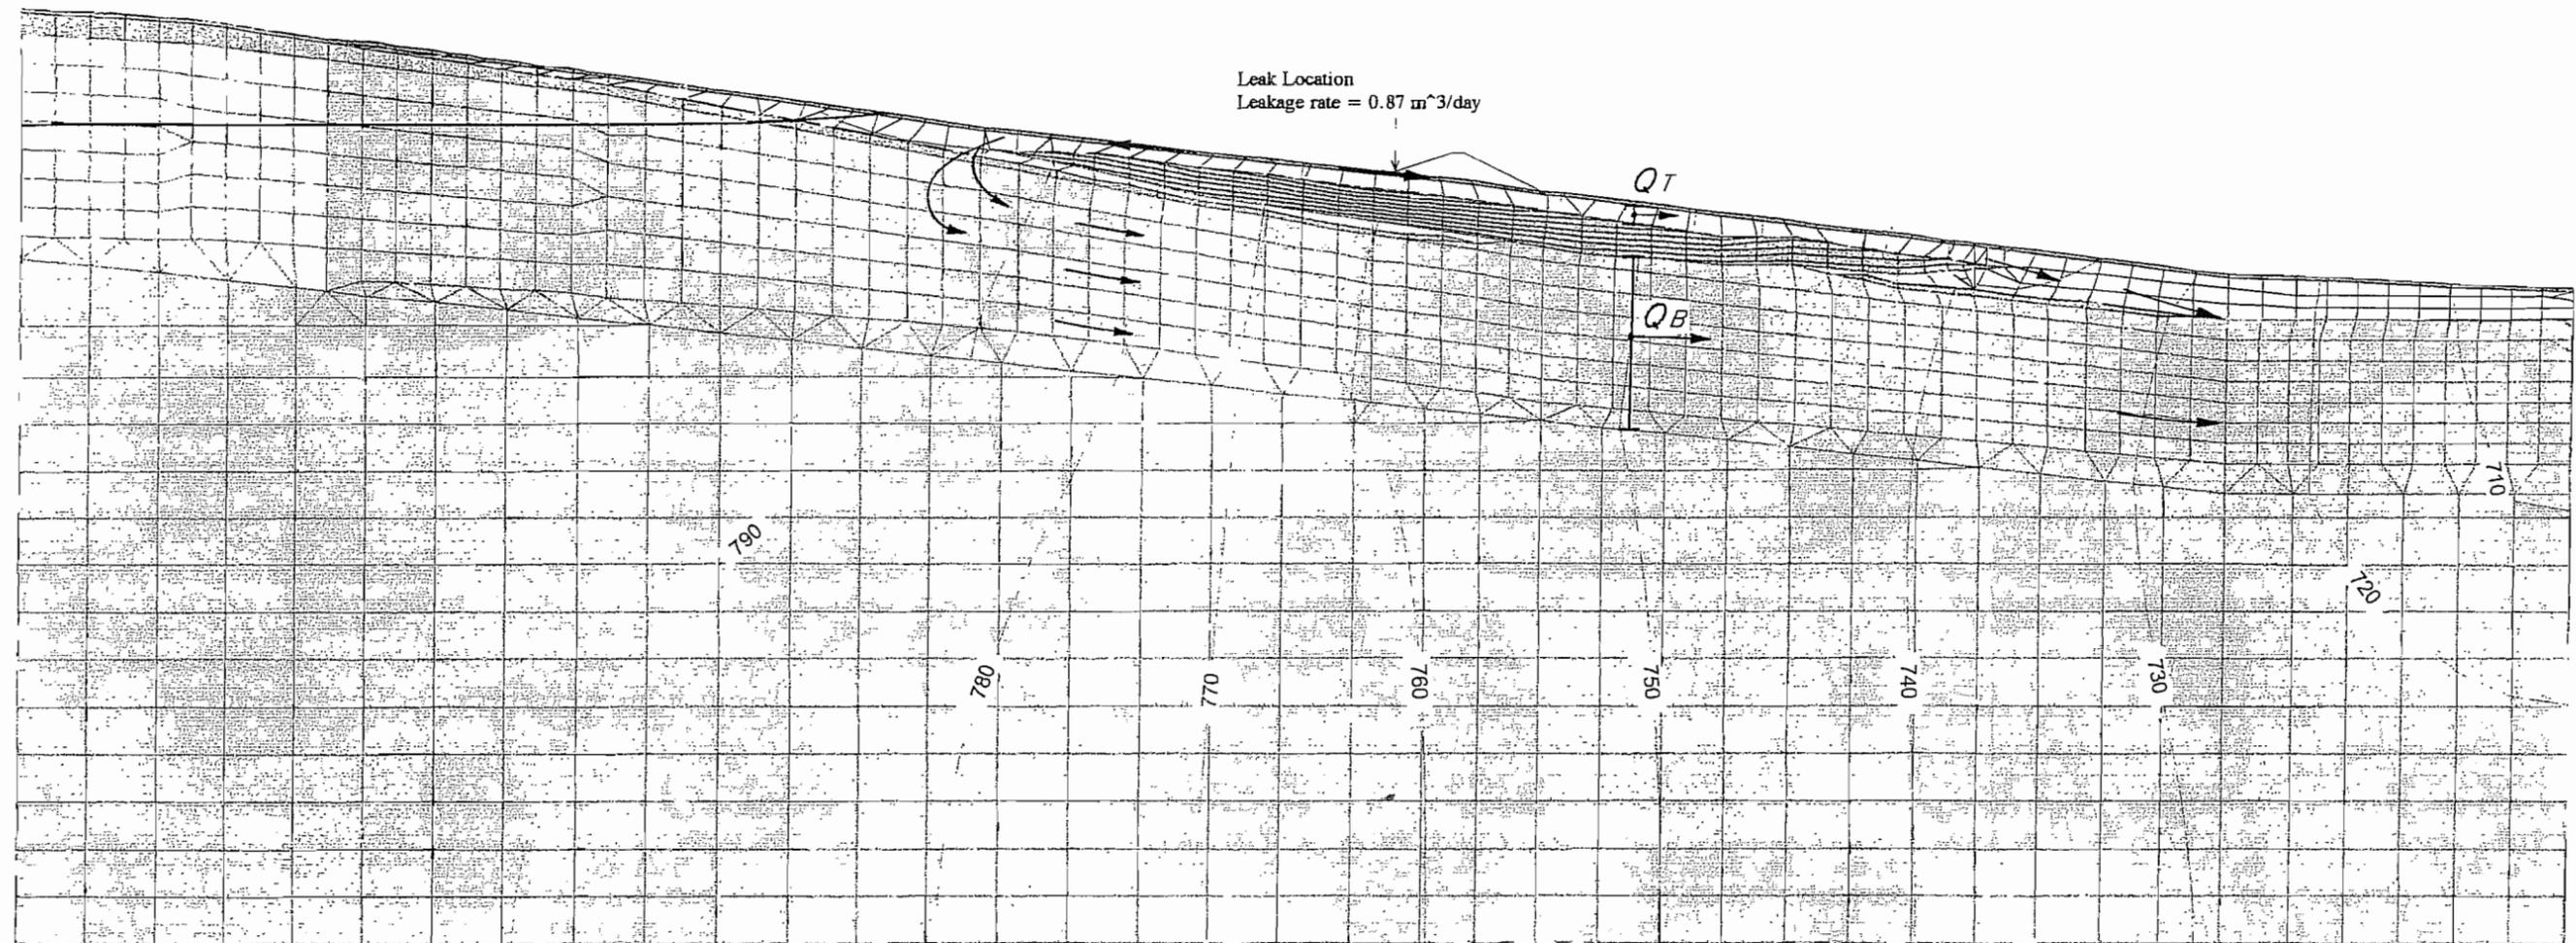 Leak Location
Leakage rate = 0.87 m^3/day
QT
QB
710
790
720
780
770
760
750
740
730